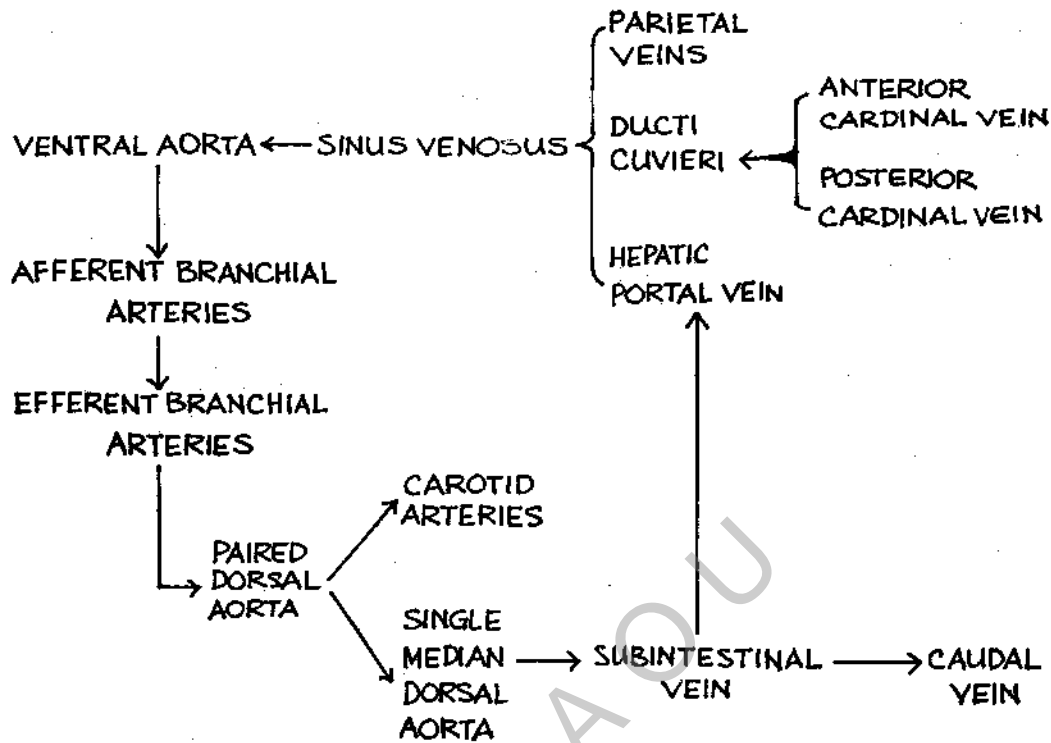 PARIETAL
VEINS
VENTRAL AORTA
SINUS VENOSUS
DUCTI
CUVIERI
ANTERIOR
CARDINAL VEIN
POSTERIOR
CARDINAL VEIN
HEPATIC
PORTAL VEIN
AFFERENT BRANCHIAL
ARTERIES
EFFERENT BRANCHIAL
ARTERIES
PAIRED
DORSAL
AORTA
CAROTID
ARTERIES
SINGLE
MEDIAN
DORSAL
AORTA
SUBINTESTINAL
VEIN
CAUDAL
VEIN
AOU